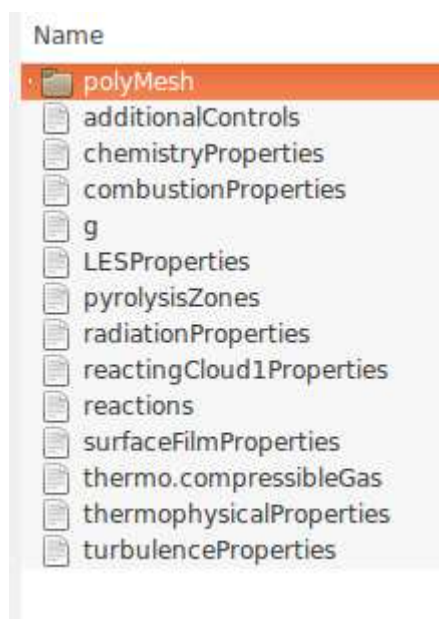 Name
polyMesh
additionalControls
chemistryProperties
combustionProperties
g
LESProperties
pyrolysisZones
radiationProperties
reactingCloud1Properties
reactions
surfaceFilmProperties
thermo.compressibleGas
thermophysicalProperties
turbulenceProperties